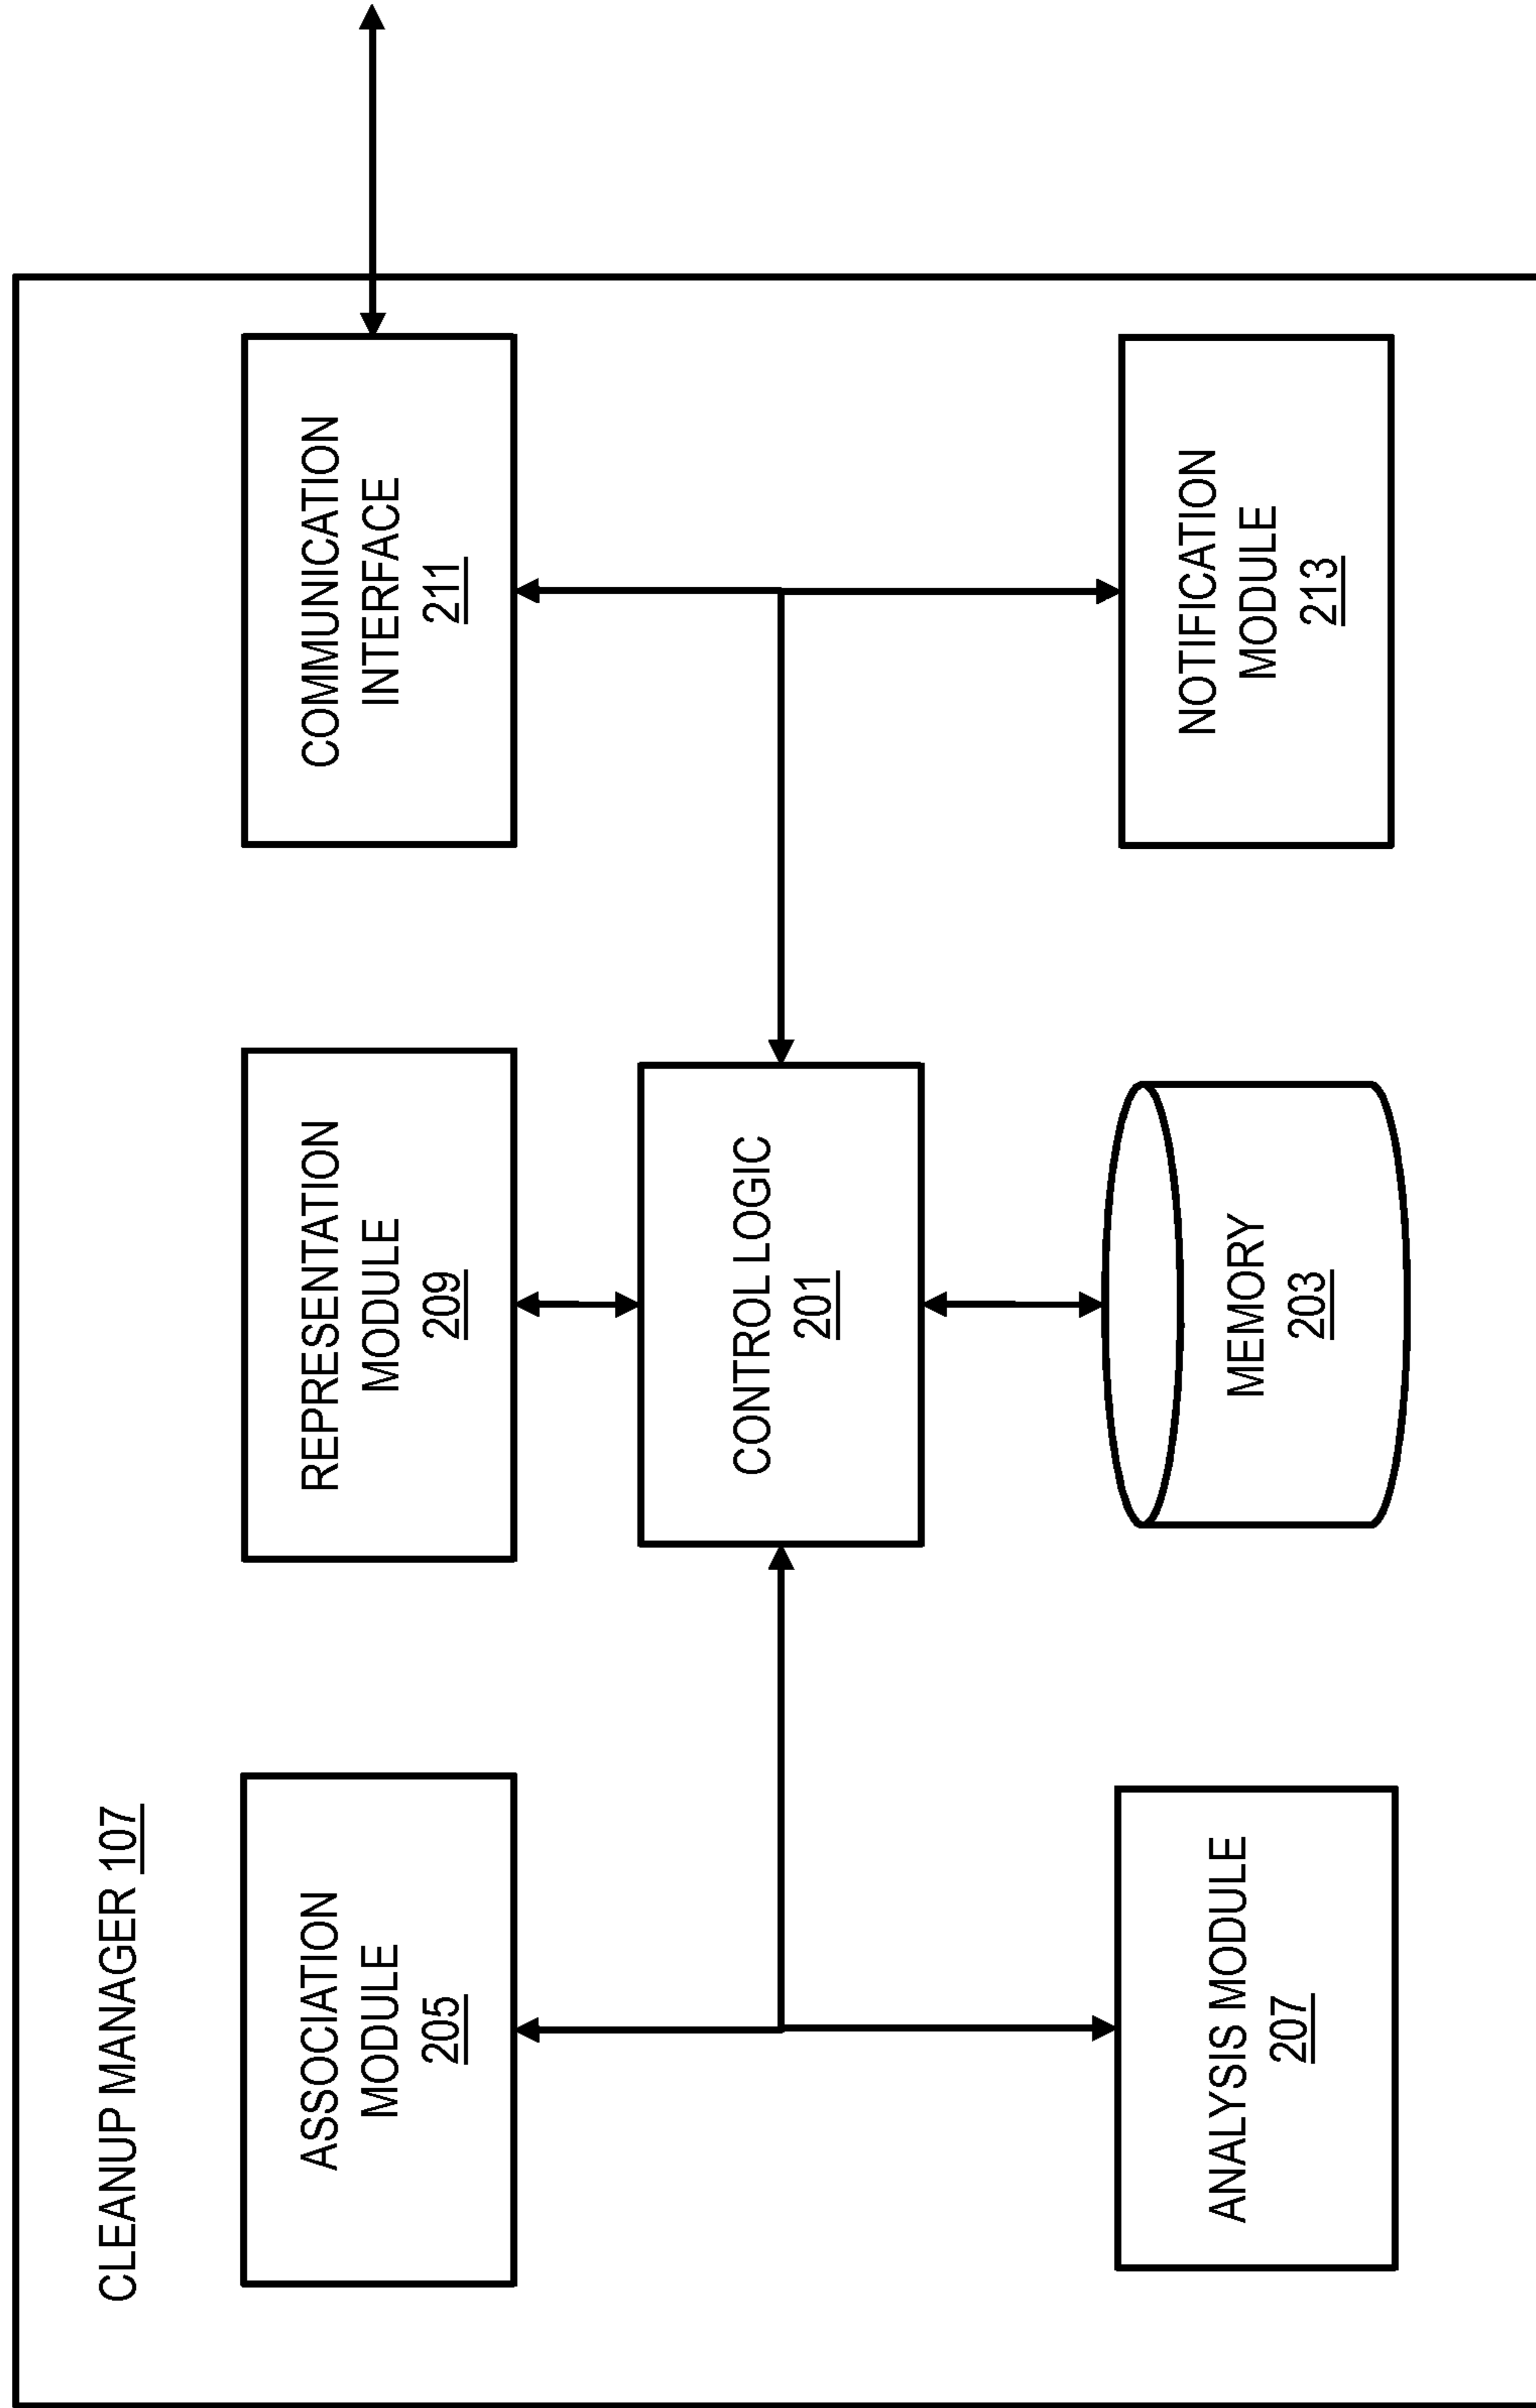 CLEANUP MANAGER 107
ASSOCIATION
MODULE
205
REPRESENTATION
MODULE
209
COMMUNICATION
INTERFACE
211
CONTROL LOGIC
201
ANALYSIS MODULE
207
MEMORY
203
NOTIFICATION
MODULE
213